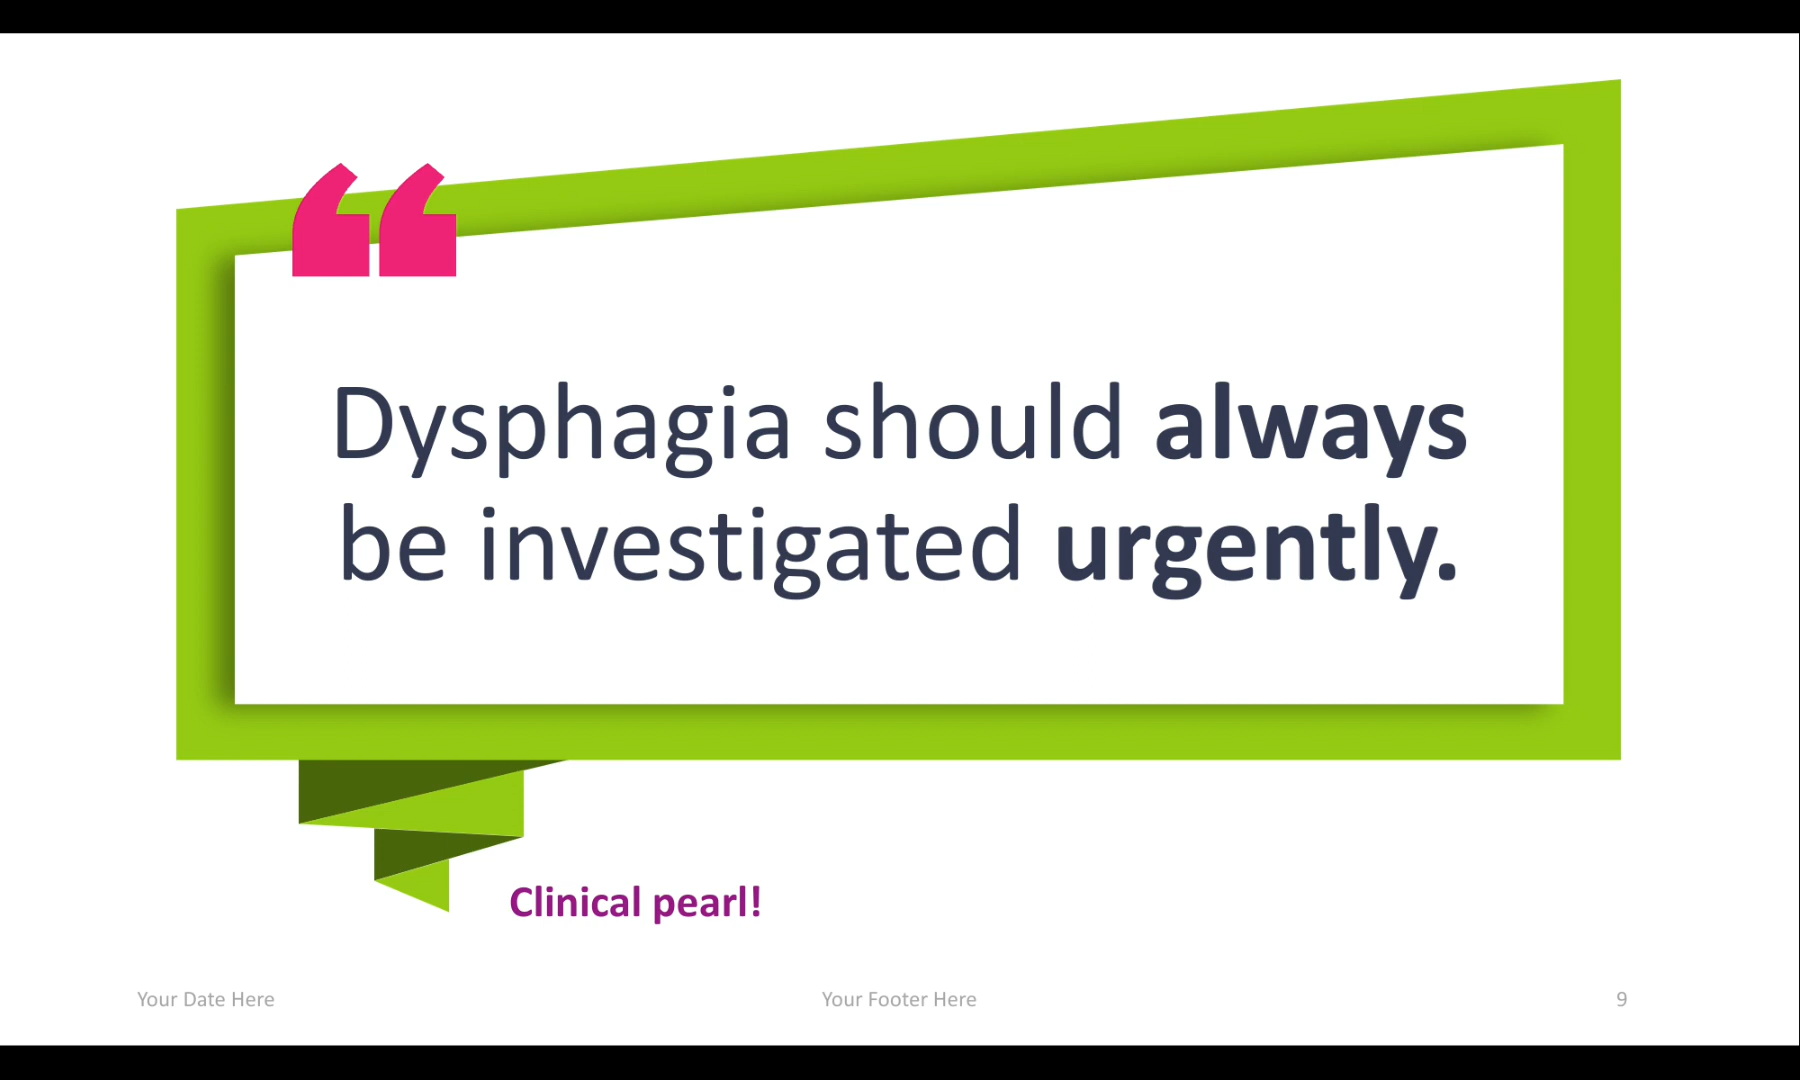 Dysphagia should always
be investigated urgently.
Clinical pearl!
Your Date Here
Your Footer Here
9